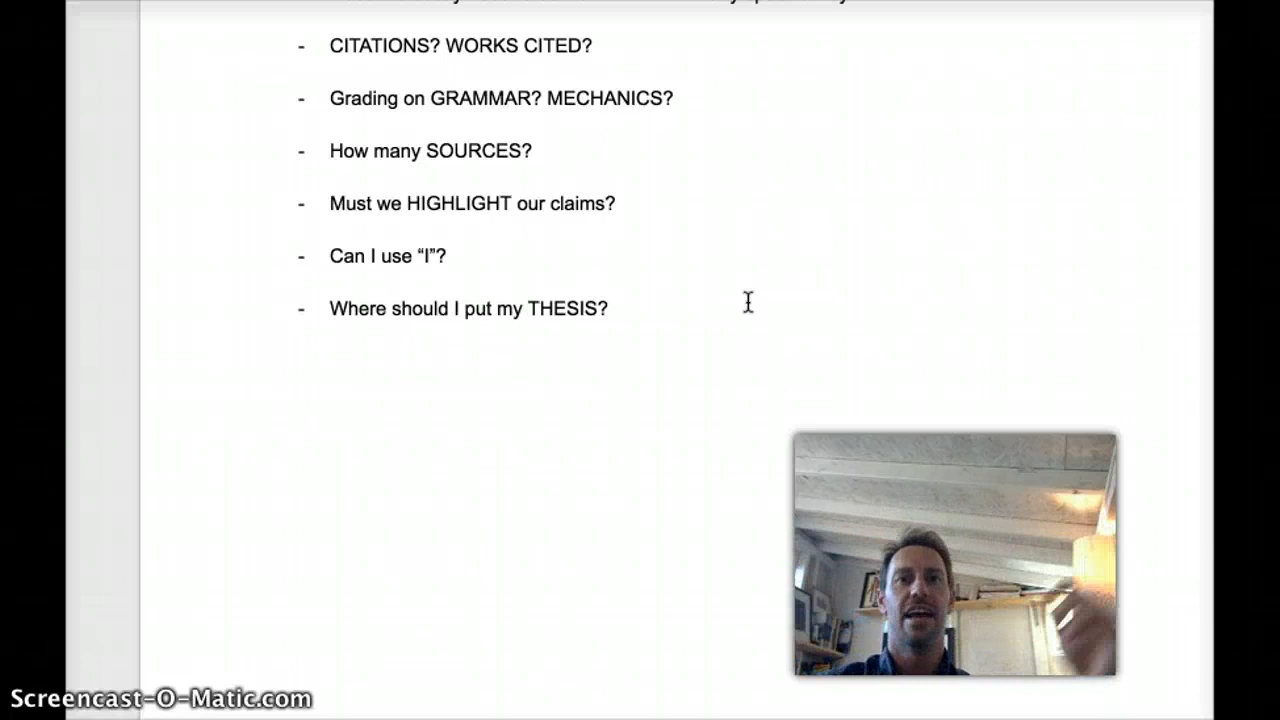 - CITATIONS? WORKS CITED?
- Grading on GRAMMAR? MECHANICS?
- How many SOURCES?
- Must we HIGHLIGHT our claims?
- Can I use “I”?
- Where should I put my THESIS?
Screencast-O-Matic.com